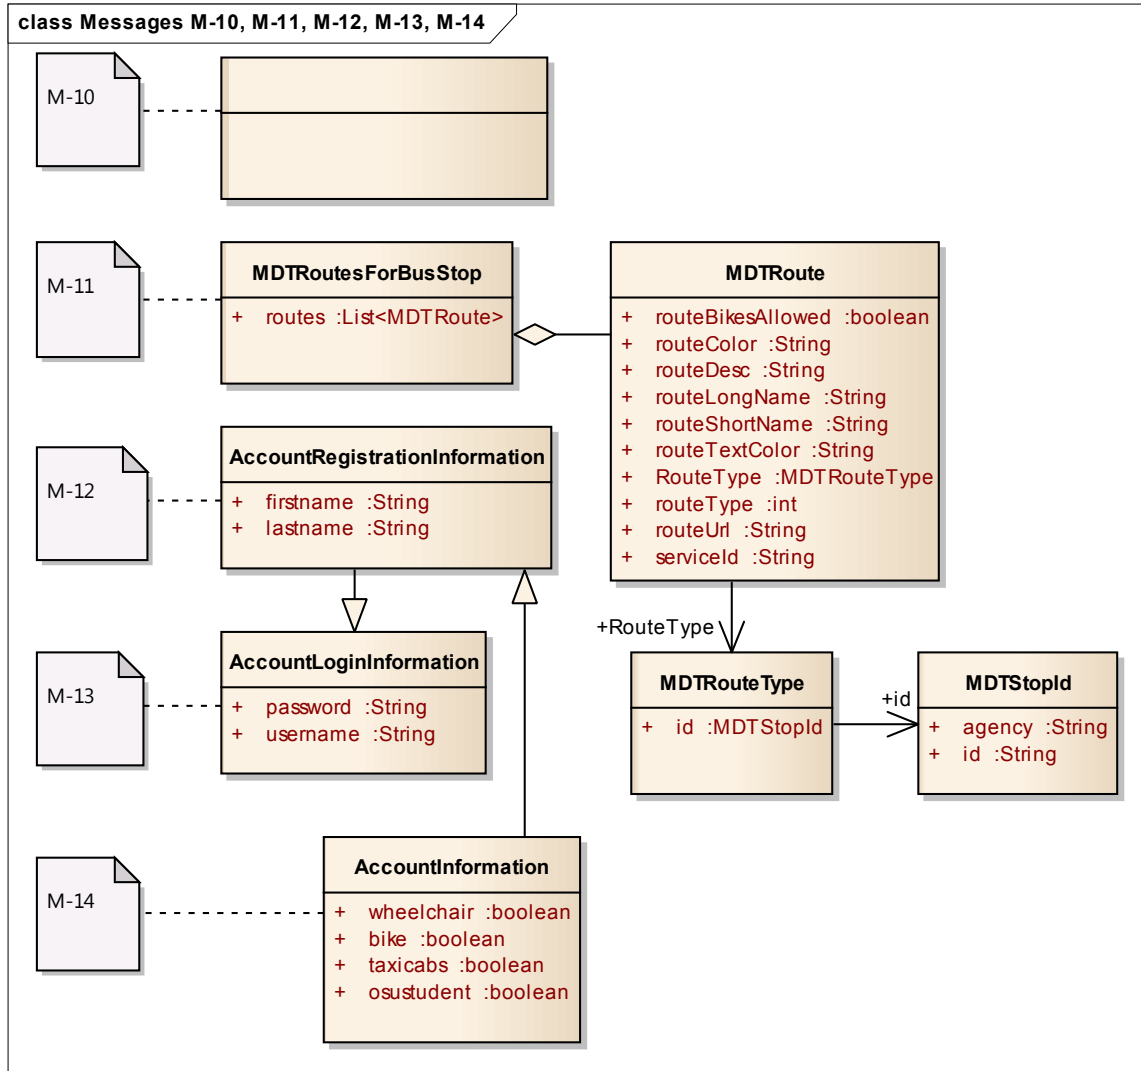 class Messages M-10, M-11, M-12, M-13, M-14
M-10
M-11
MDTRoutesForBusStop
+ routes :List<MDTRoute>
MDTRoute
+ routeBikesAllowed :boolean
+ routeColor :String
+ routeDesc :String
+ routeLongName :String
+ routeShortName :String
+ routeTextColor :String
+ RouteType :MDTRouteType
+ routeType :int
+ routeUrl :String
+ serviceId :String
M-12
AccountRegistrationInformation
+ firstname :String
+ lastname :String
+RouteType
M-13
AccountLoginInformation
+ password :String
+ username :String
MDTRouteType
+ id :MDTStopId
+id
MDTStopId
+ agency :String
+ id :String
M-14
AccountInformation
+ wheelchair :boolean
+ bike :boolean
+ taxicabs :boolean
+ osustudent :boolean